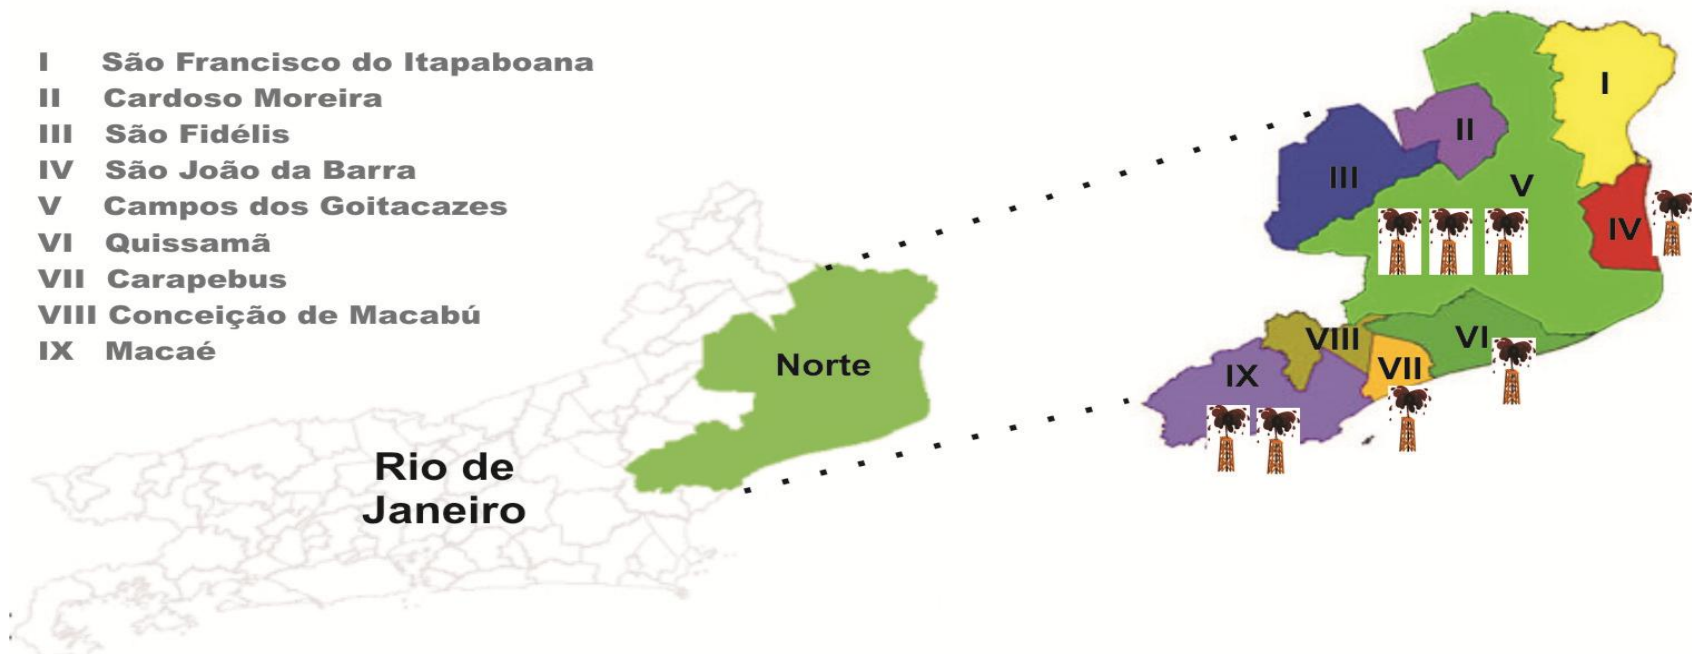 I São Francisco do Itapaboana
II Cardoso Moreira
III São Fidélis
IV São João da Barra
V Campos dos Goitacazes
VI Quissamã
VII Carapebus
VIII Conceição de Macabú
IX Macaé
Norte
Rio de
Janeiro
I
II
III
V
IV
VI
VIII
VII
IX